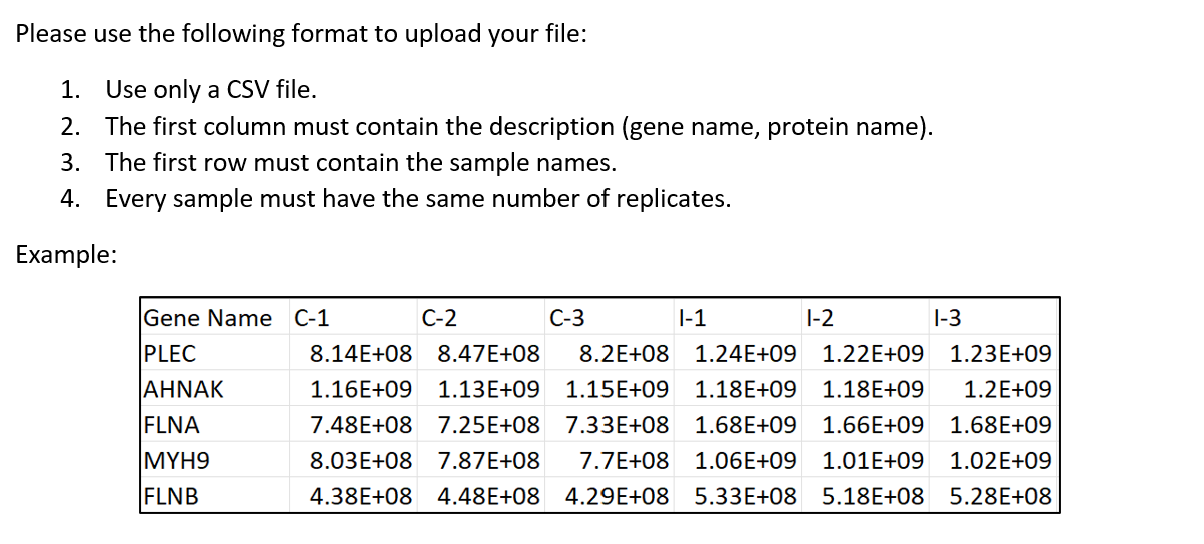 Please use the following format to upload your file:
1. Use only a CSV file.
2. The first column must contain the description (gene name, protein name).
3. The first row must contain the sample names.
4. Every sample must have the same number of replicates.
Example:
Gene Name C-1 C-2 C-3 I-1 I-2 I-3
PLEC 8.14E+08 8.47E+08 8.2E+08 1.24E+09 1.22E+09 1.23E+09
AHNAK 1.16E+09 1.13E+09 1.15E+09 1.18E+09 1.18E+09 1.2E+09
FLNA 7.48E+08 7.25E+08 7.33E+08 1.68E+09 1.66E+09 1.68E+09
MYH9 8.03E+08 7.87E+08 7.7E+08 1.06E+09 1.01E+09 1.02E+09
FLNB 4.38E+08 4.48E+08 4.29E+08 5.33E+08 5.18E+08 5.28E+08